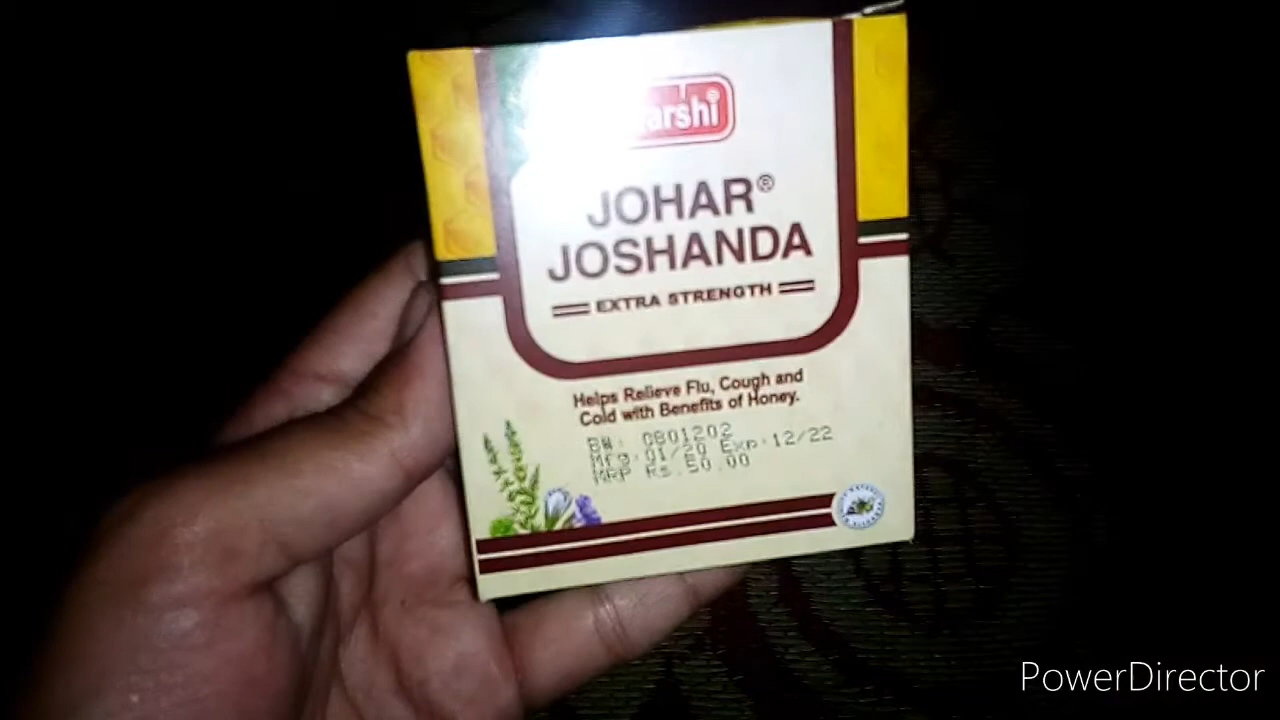 arshi
JOHAR®
JOSHANDA
EXTRA STRENGTH
Helps Relieve Flu, Cough and
Cold with Benefits of Honey.
BN: 0801202
Mfg:01/20 Exp:12/22
MRP Rs.50.00
PowerDirector